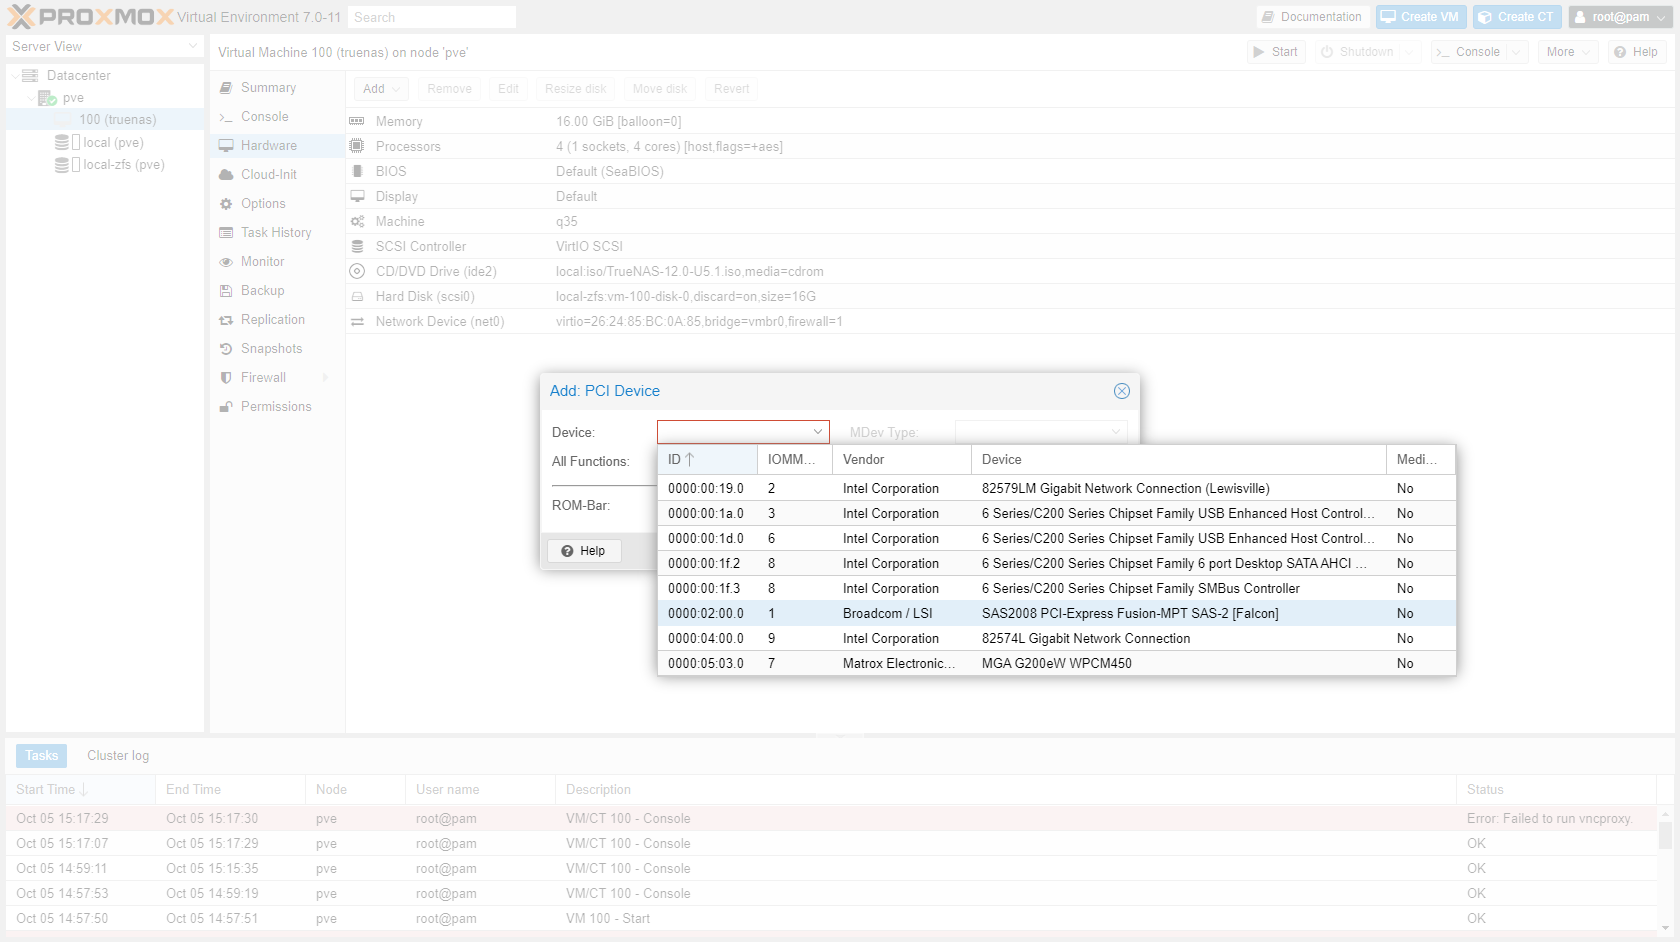 PROXMOX Virtual Environment 7.0-11 Search Documentation Create VM Create CT root@pam
Server View
Virtual Machine 100 (truenas) on node 'pve' Start Shutdown Console More Help
Datacenter
pve
100 (truenas)
local (pve)
local-zfs (pve)
Summary
Console
Hardware
Cloud-Init
Options
Task History
Monitor
Backup
Replication
Snapshots
Firewall
Permissions
Add Remove Edit Resize disk Move disk Revert
Memory 16.00 GiB [balloon=0]
Processors 4 (1 sockets, 4 cores) [host,flags=+aes]
BIOS Default (SeaBIOS)
Display Default
Machine q35
SCSI Controller VirtIO SCSI
CD/DVD Drive (ide2) local:iso/TrueNAS-12.0-U5.1.iso,media=cdrom
Hard Disk (scsi0) local-zfs:vm-100-disk-0,discard=on,size=16G
Network Device (net0) virtio=26:24:85:BC:0A:85,bridge=vmbr0,firewall=1
Add: PCI Device
Device: MDev Type:
All Functions:
ROM-Bar:
Help
ID IOMM... Vendor Device Medi...
0000:00:19.0 2 Intel Corporation 82579LM Gigabit Network Connection (Lewisville) No
0000:00:1a.0 3 Intel Corporation 6 Series/C200 Series Chipset Family USB Enhanced Host Control... No
0000:00:1d.0 6 Intel Corporation 6 Series/C200 Series Chipset Family USB Enhanced Host Control... No
0000:00:1f.2 8 Intel Corporation 6 Series/C200 Series Chipset Family 6 port Desktop SATA AHCI ... No
0000:00:1f.3 8 Intel Corporation 6 Series/C200 Series Chipset Family SMBus Controller No
0000:02:00.0 1 Broadcom / LSI SAS2008 PCI-Express Fusion-MPT SAS-2 [Falcon] No
0000:04:00.0 9 Intel Corporation 82574L Gigabit Network Connection No
0000:05:03.0 7 Matrox Electronic... MGA G200eW WPCM450 No
Tasks Cluster log
Start Time End Time Node User name Description Status
Oct 05 15:17:29 Oct 05 15:17:30 pve root@pam VM/CT 100 - Console Error: Failed to run vncproxy.
Oct 05 15:17:07 Oct 05 15:17:29 pve root@pam VM/CT 100 - Console OK
Oct 05 14:59:11 Oct 05 15:15:35 pve root@pam VM/CT 100 - Console OK
Oct 05 14:57:53 Oct 05 14:59:19 pve root@pam VM/CT 100 - Console OK
Oct 05 14:57:50 Oct 05 14:57:51 pve root@pam VM 100 - Start OK